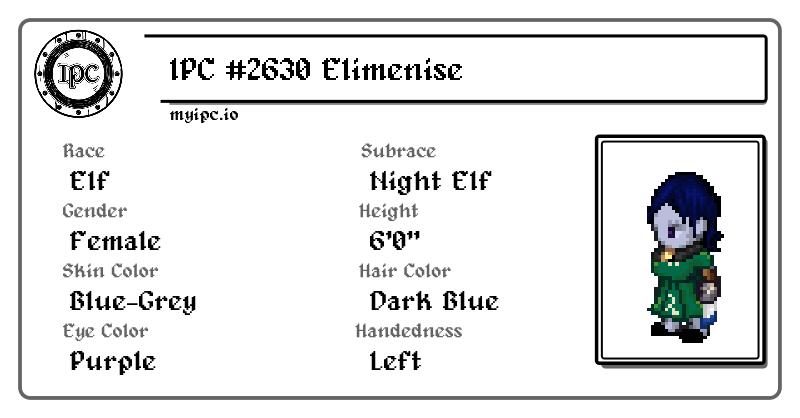 IPC
IPC #2630 Elimenise
myipc.io
Race
Subrace
Elf
Night Elf
Gender
Height
Female
6'0"
Skin Color
Hair Color
Blue-Grey
Dark Blue
Eye Color
Handedness
Purple
Left